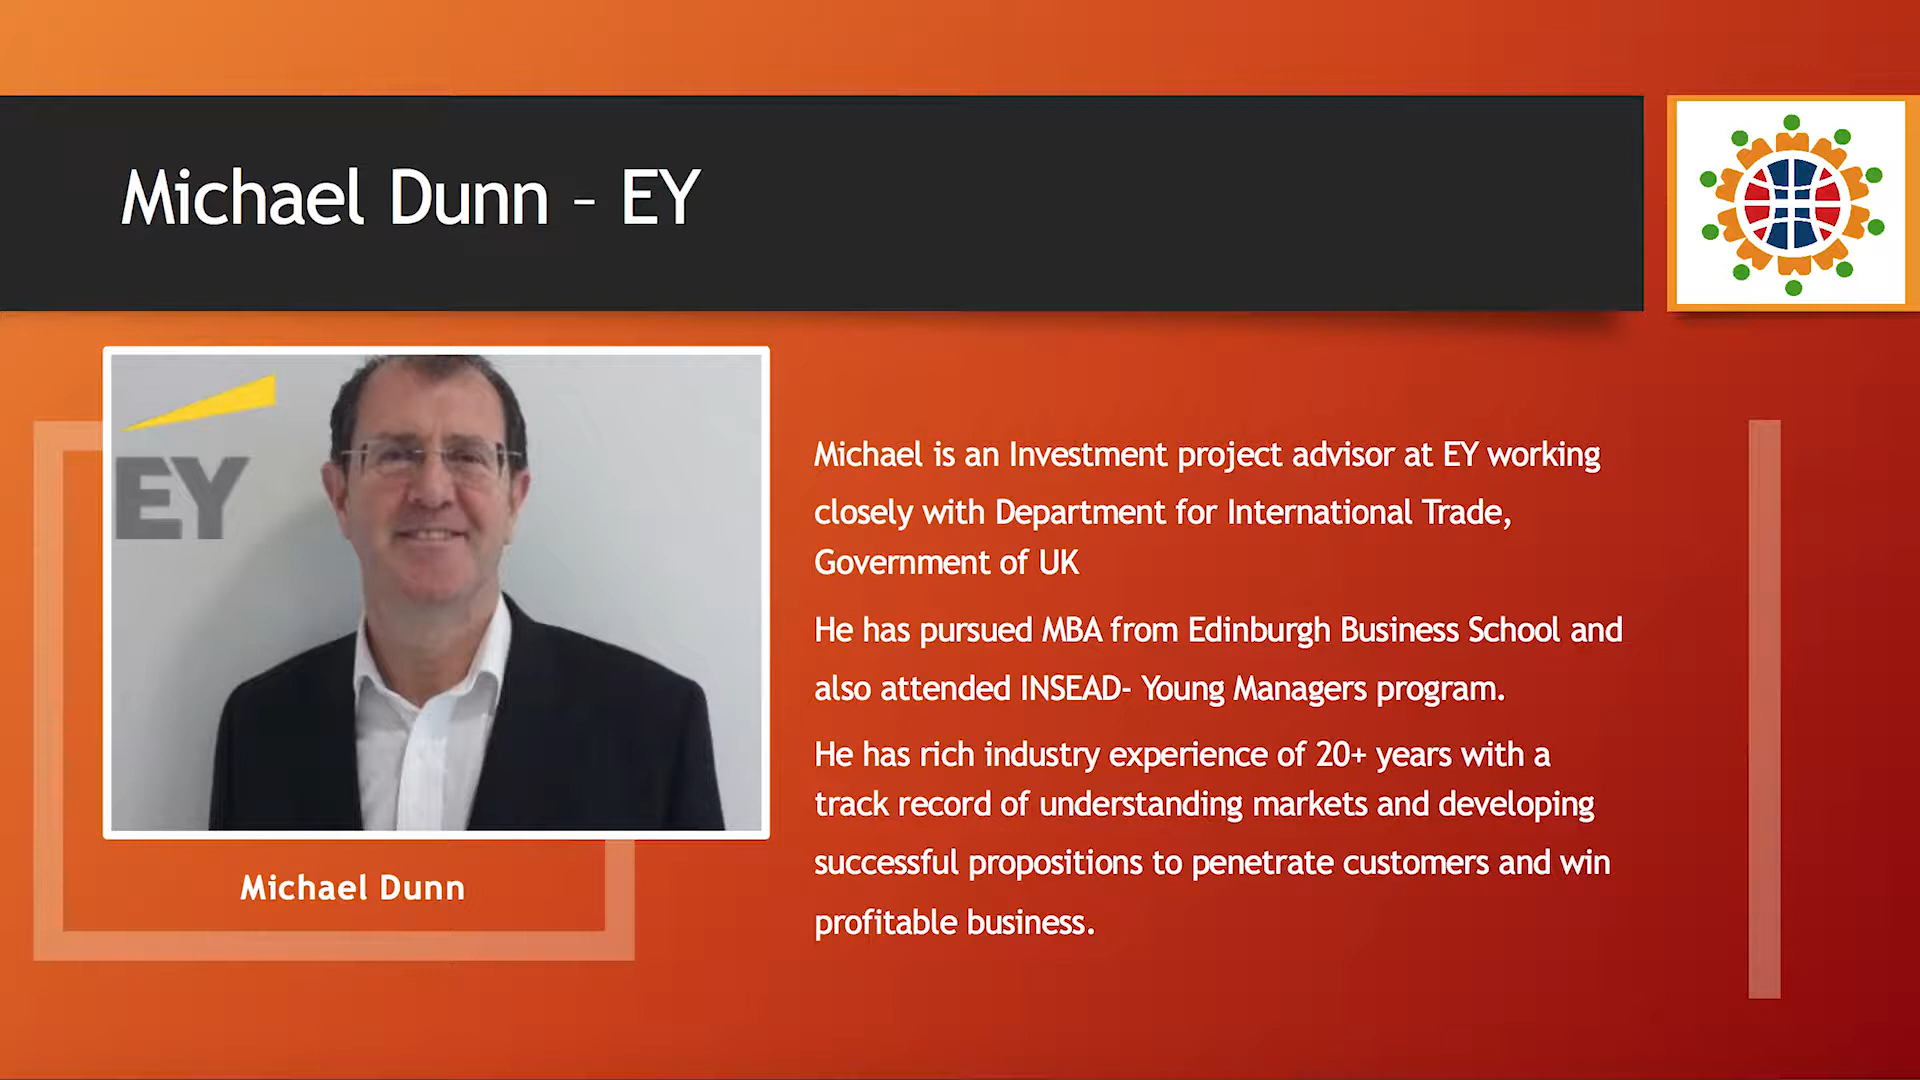 Michael Dunn – EY
EY
Michael Dunn
Michael is an Investment project advisor at EY working
closely with Department for International Trade,
Government of UK
He has pursued MBA from Edinburgh Business School and
also attended INSEAD- Young Managers program.
He has rich industry experience of 20+ years with a
track record of understanding markets and developing
successful propositions to penetrate customers and win
profitable business.